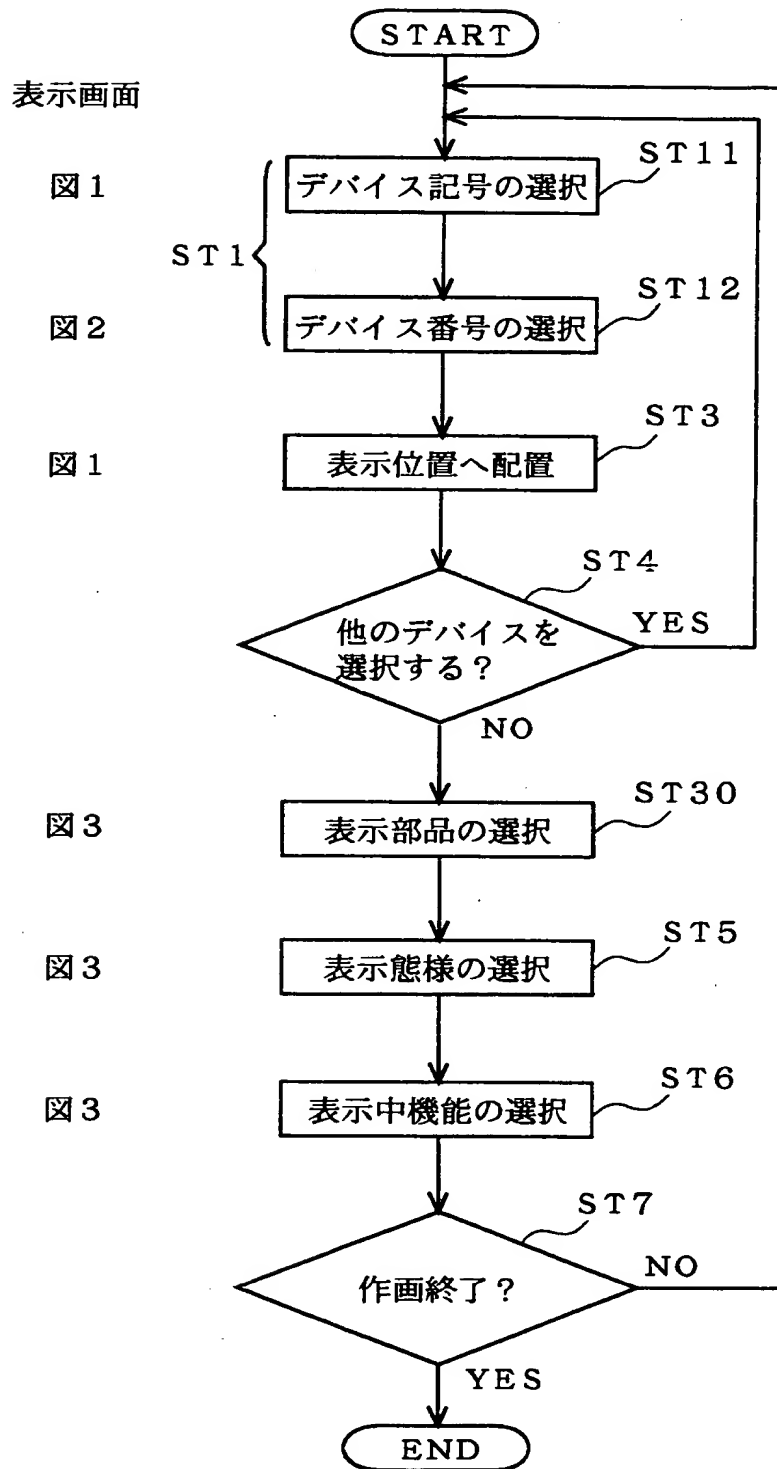 START
表示画面
図1
デバイス記号の選択
ST11
ST1
図2
デバイス番号の選択
ST12
図1
表示位置へ配置
ST3
ST4
他のデバイスを
選択する?
YES
NO
図3
表示部品の選択
ST30
図3
表示態様の選択
ST5
図3
表示中機能の選択
ST6
ST7
作画終了?
NO
YES
END